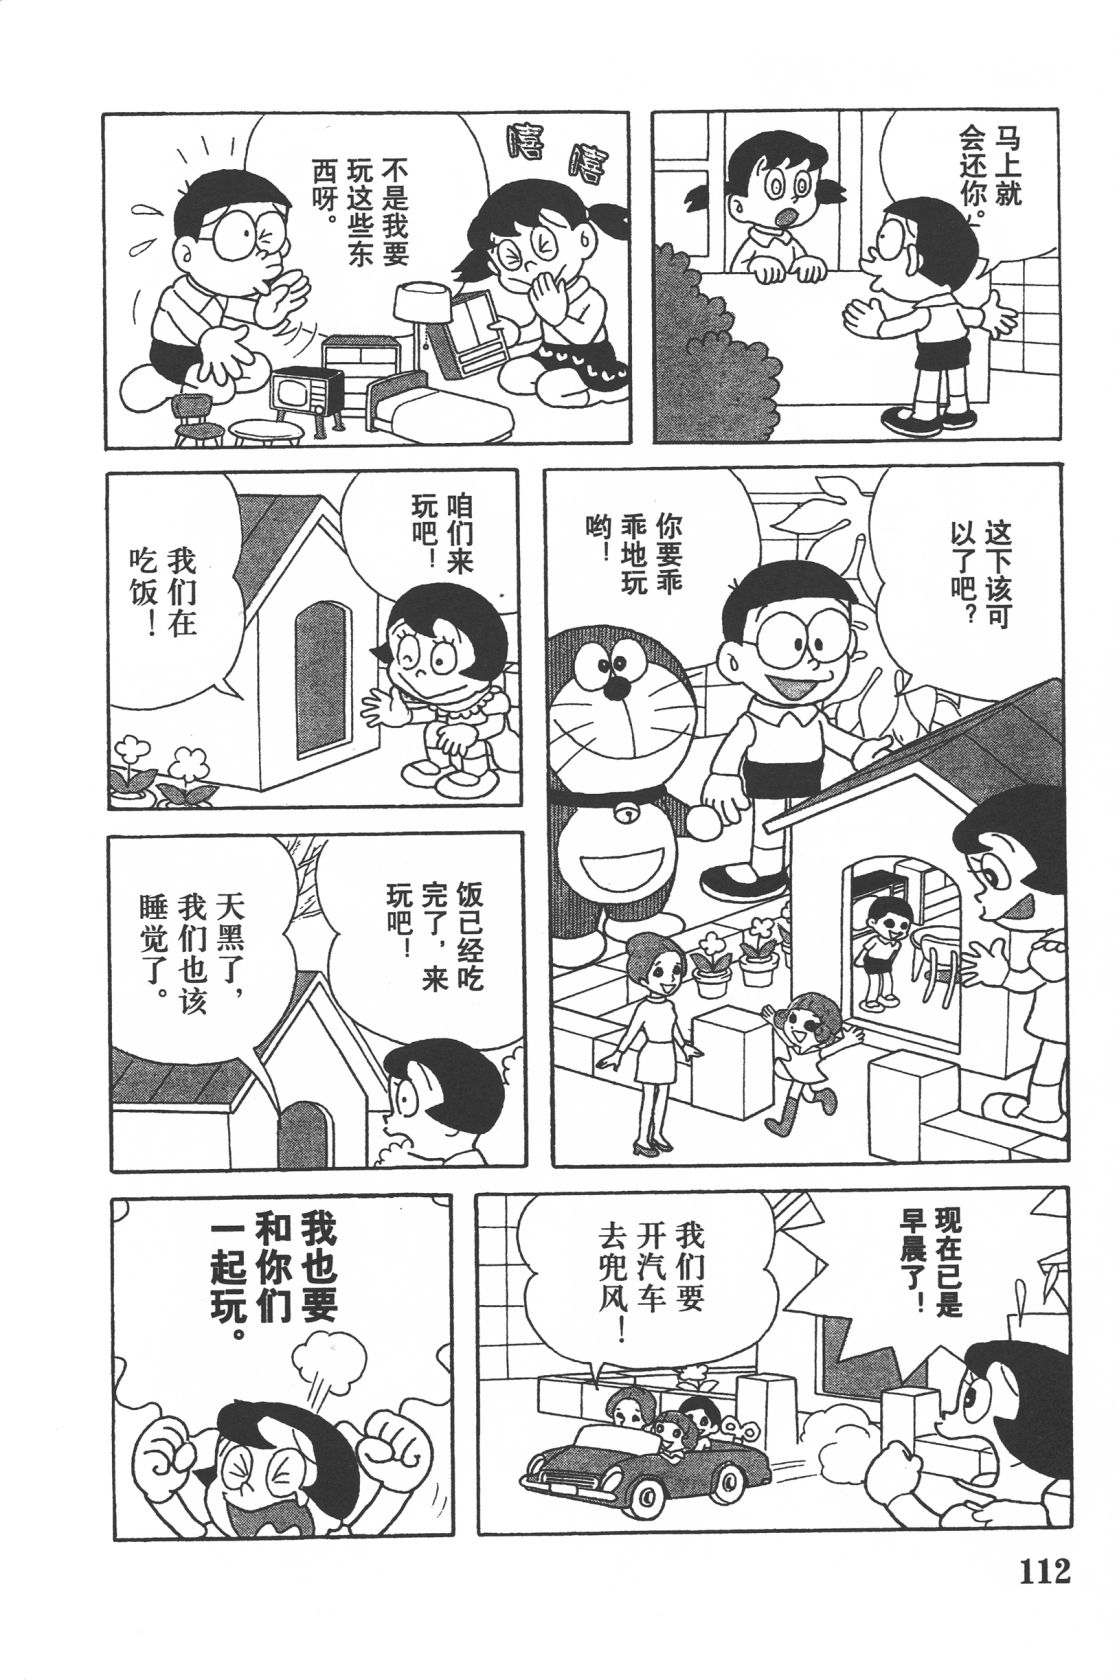 马上就
会还你。
嘻
嘻
不是我要
玩这些东
西呀。
这下该可
以了吧？
你要乖
乖地玩
哟！
咱们来
玩吧！
我们在
吃饭！
饭已经吃
完了，来
玩吧！
天黑了，
我们也该
睡觉了。
现在已是
早晨了！
我们要
开汽车
去兜风！
我也要
和你们
一起玩。
112